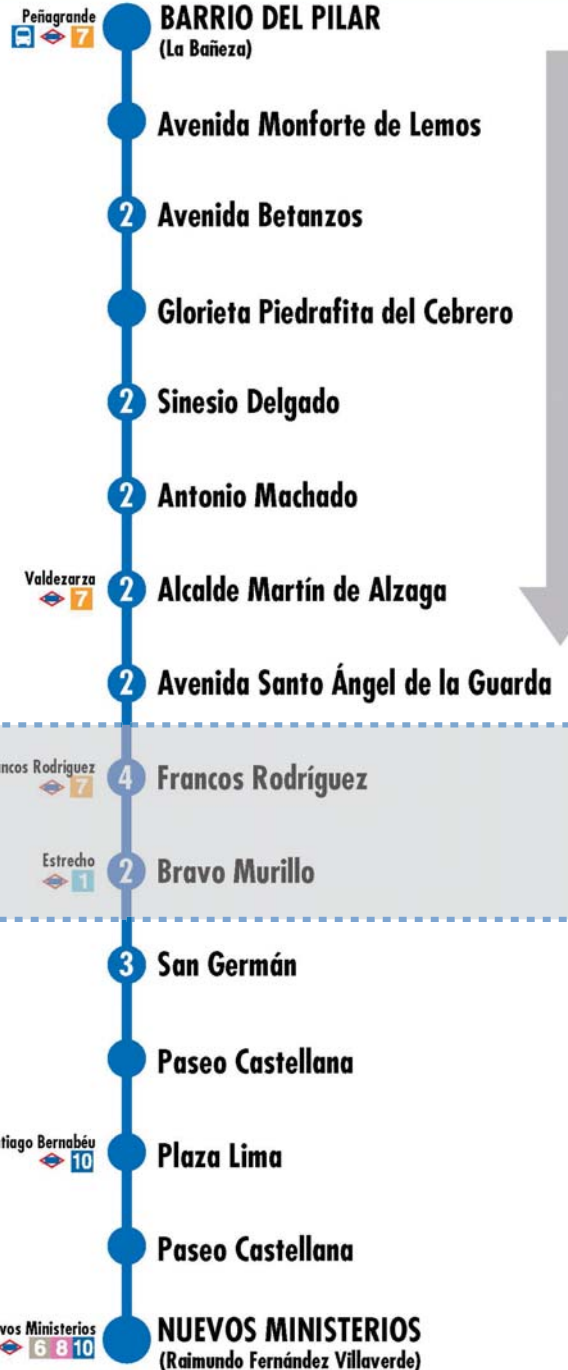 Peñagrande
7
BARRIO DEL PILAR
(La Bañeza)
Avenida Monforte de Lemos
2 Avenida Betanzos
Glorieta Piedrafita del Cebrero
2 Sinesio Delgado
2 Antonio Machado
Valdezarza
7
2 Alcalde Martín de Alzaga
2 Avenida Santo Ángel de la Guarda
ncos Rodríguez
7
4 Francos Rodríguez
Estrecho
1
2 Bravo Murillo
3 San Germán
Paseo Castellana
tiago Bernabéu
10
Plaza Lima
Paseo Castellana
vos Ministerios
6 8 10
NUEVOS MINISTERIOS
(Raimundo Fernández Villaverde)